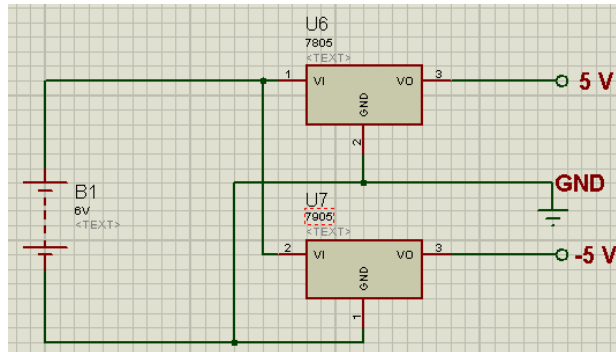 U6
7805
<TEXT>
1 VI VO 3 5 V
GND
2
B1
6V
<TEXT>
GND
U7
7905
<TEXT>
2 VI VO 3 -5 V
GND
1